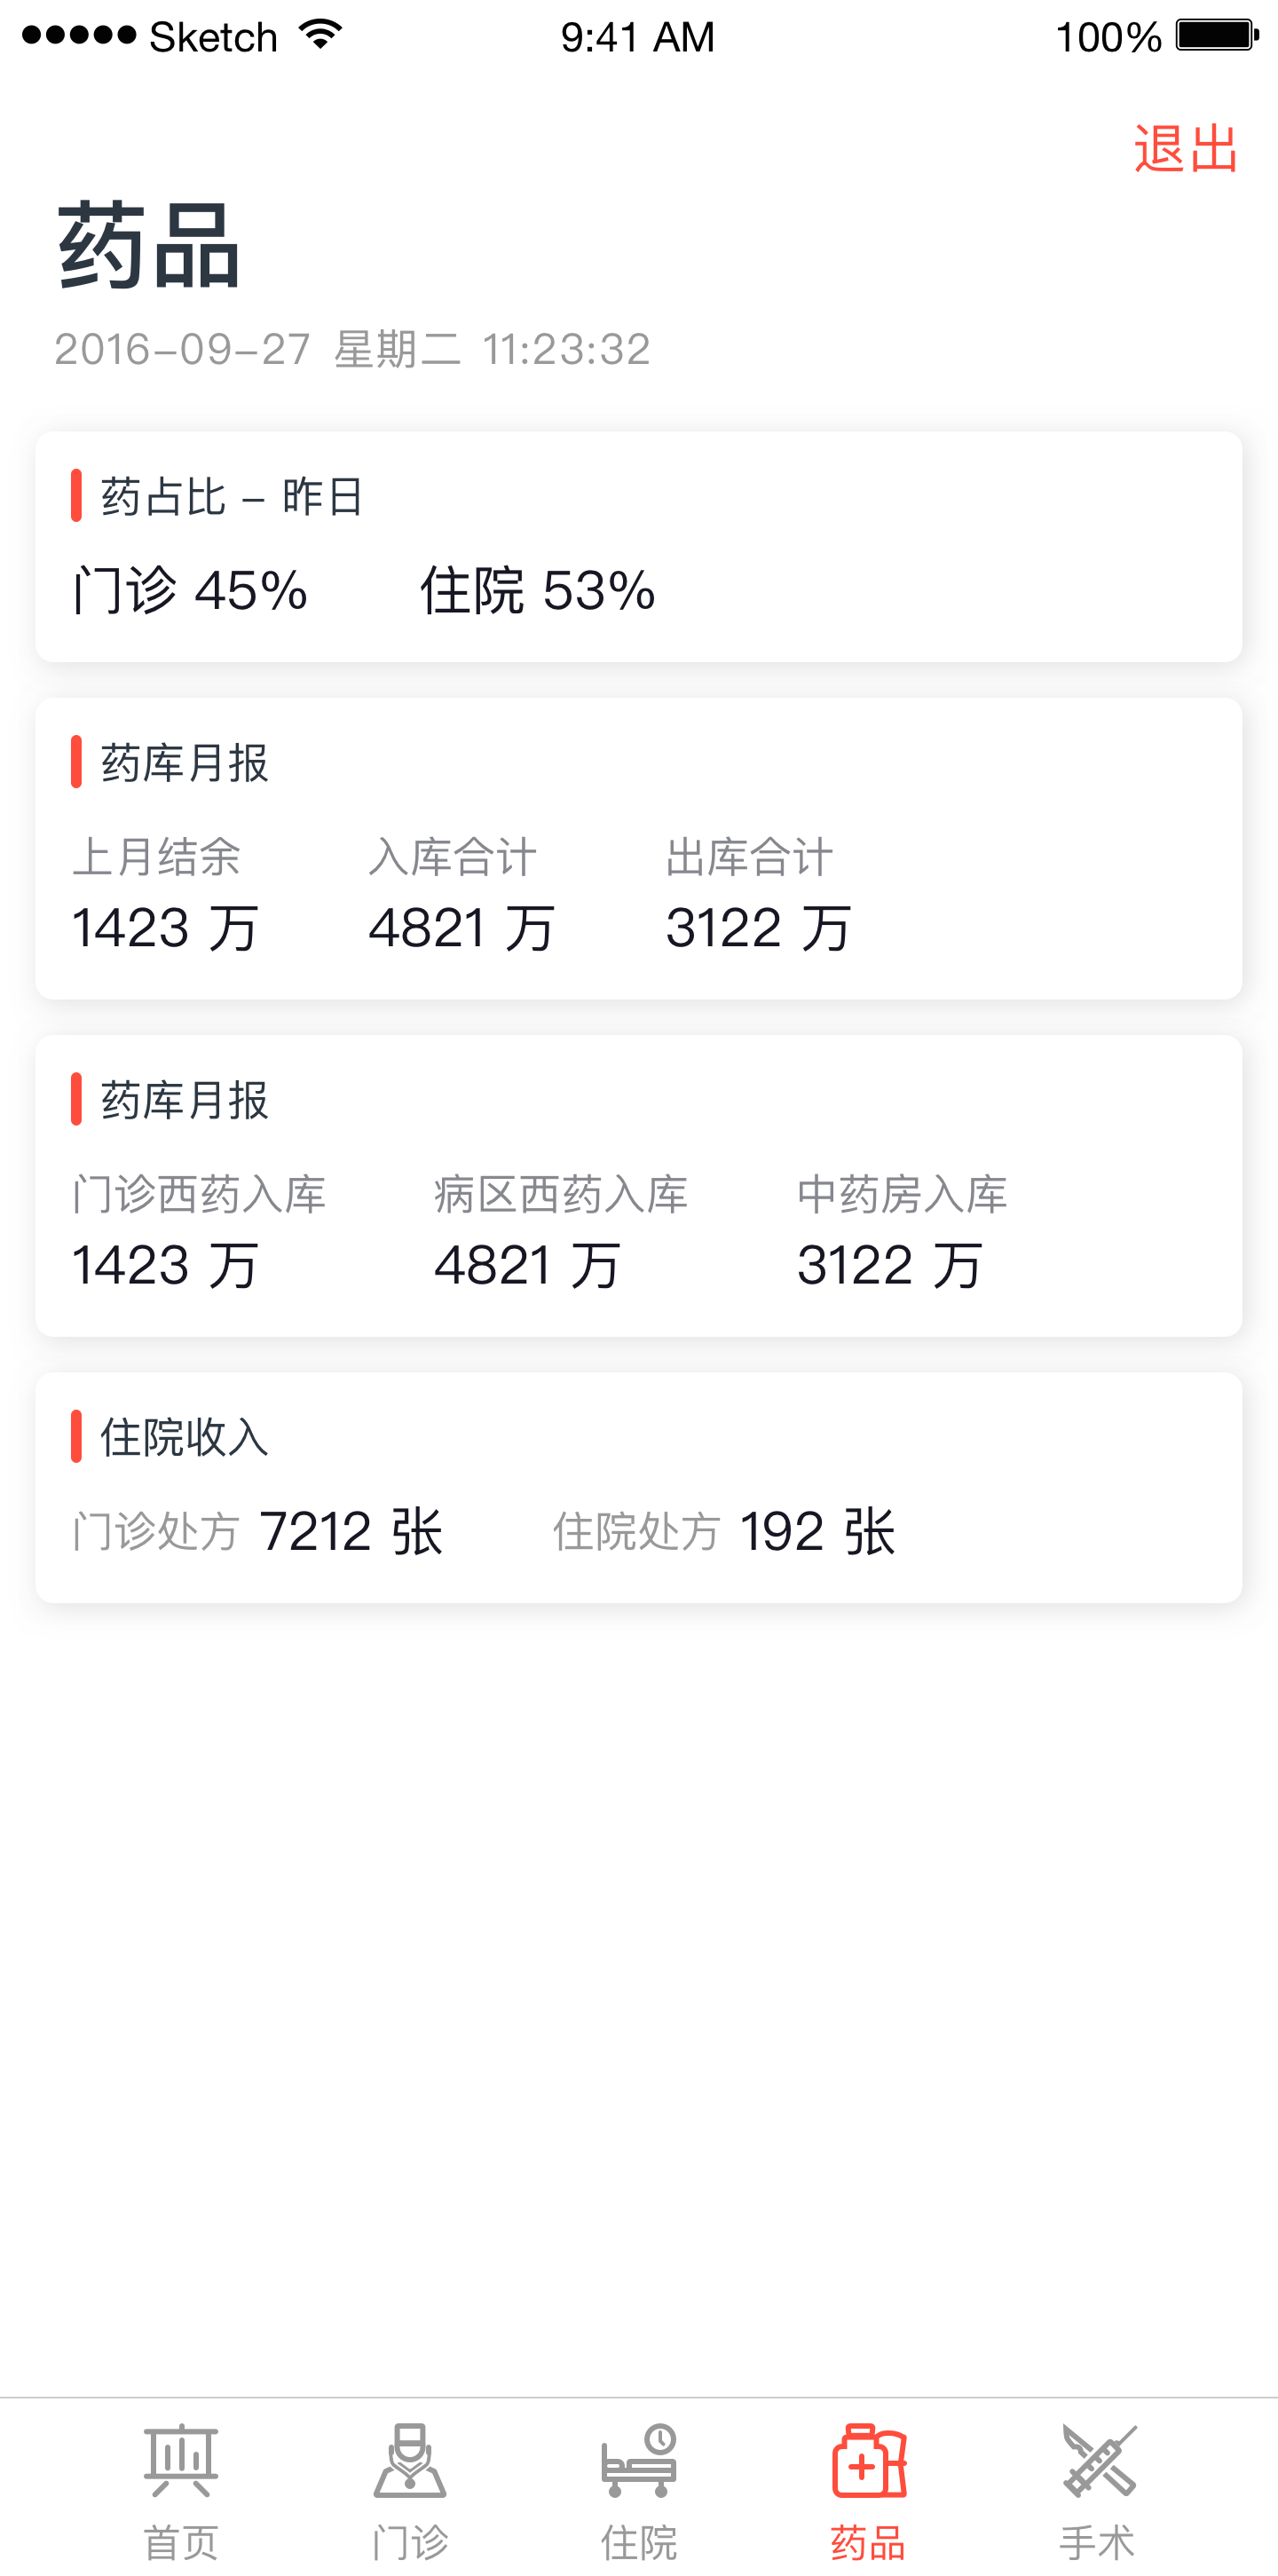 Sketch 9:41 AM 100%
退出
药品
2016-09-27 星期二 11:23:32
药占比 - 昨日
门诊 45% 住院 53%
药库月报
上月结余 入库合计 出库合计
1423 万 4821 万 3122 万
药库月报
门诊西药入库 病区西药入库 中药房入库
1423 万 4821 万 3122 万
住院收入
门诊处方 7212 张 住院处方 192 张
首页 门诊 住院 药品 手术